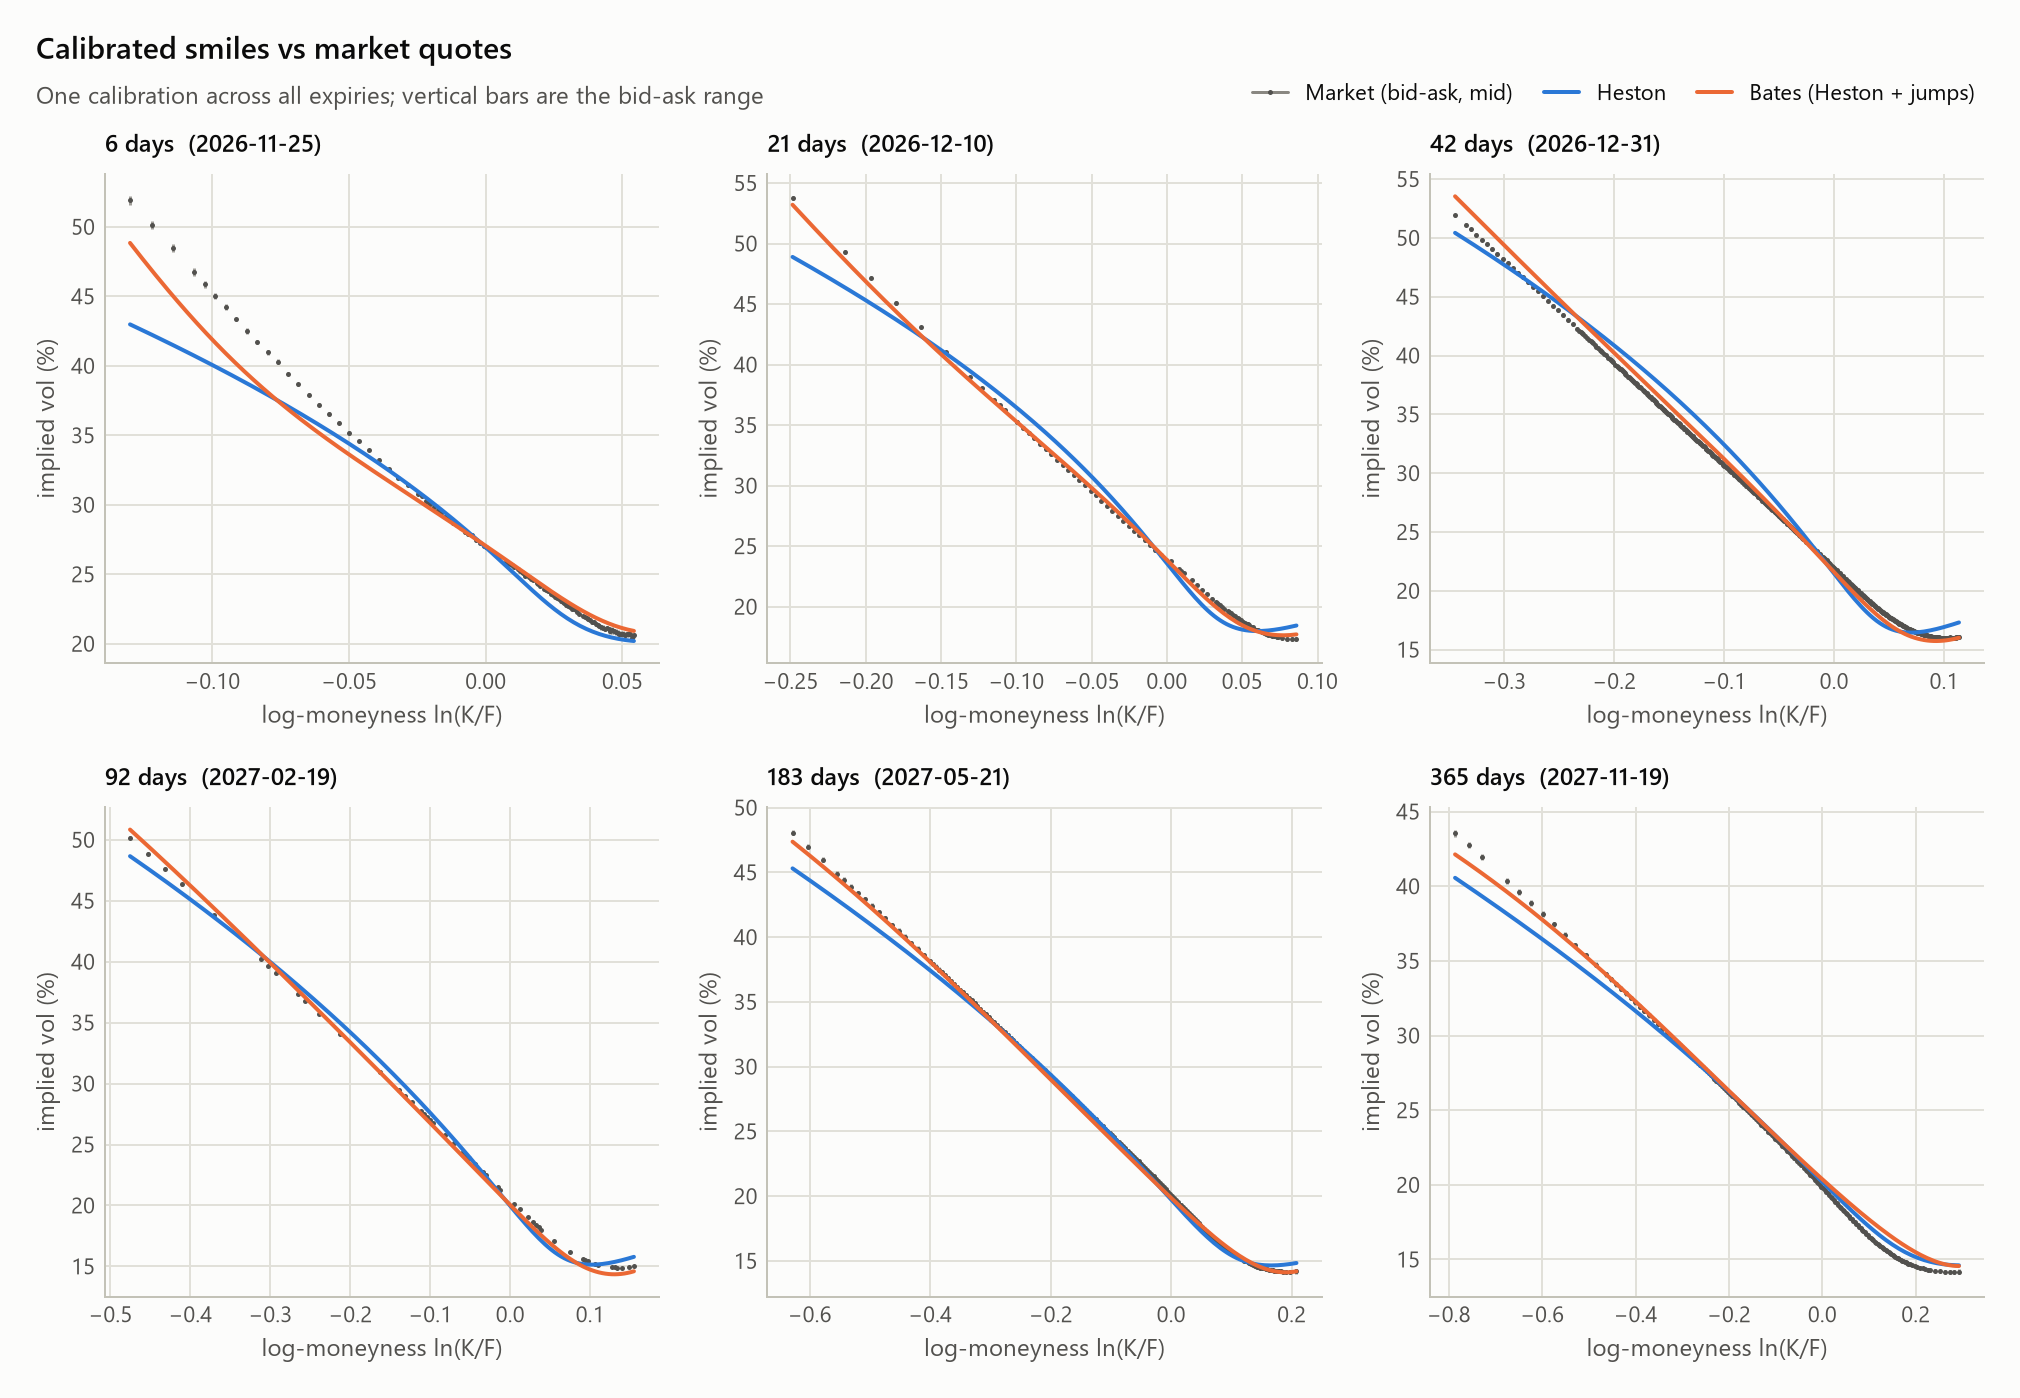 Calibrated smiles vs market quotes
One calibration across all expiries; vertical bars are the bid-ask range
Market (bid-ask, mid)
Heston
Bates (Heston + jumps)
6 days (2026-11-25)
50
45
40
35
30
25
20
implied vol (%)
−0.10 −0.05 0.00 0.05
log-moneyness ln(K/F)
21 days (2026-12-10)
55
50
45
40
35
30
25
20
implied vol (%)
−0.25 −0.20 −0.15 −0.10 −0.05 0.00 0.05 0.10
log-moneyness ln(K/F)
42 days (2026-12-31)
55
50
45
40
35
30
25
20
15
implied vol (%)
−0.3 −0.2 −0.1 0.0 0.1
log-moneyness ln(K/F)
92 days (2027-02-19)
50
45
40
35
30
25
20
15
implied vol (%)
−0.5 −0.4 −0.3 −0.2 −0.1 0.0 0.1
log-moneyness ln(K/F)
183 days (2027-05-21)
50
45
40
35
30
25
20
15
implied vol (%)
−0.6 −0.4 −0.2 0.0 0.2
log-moneyness ln(K/F)
365 days (2027-11-19)
45
40
35
30
25
20
15
implied vol (%)
−0.8 −0.6 −0.4 −0.2 0.0 0.2
log-moneyness ln(K/F)